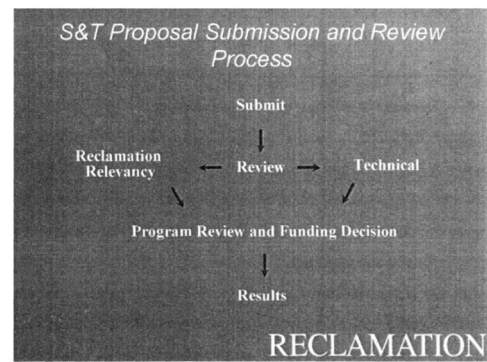 S&T Proposal Submission and Review
Process
Submit
Reclamation
Relevancy
Review
Technical
Program Review and Funding Decision
Results
RECLAMATION